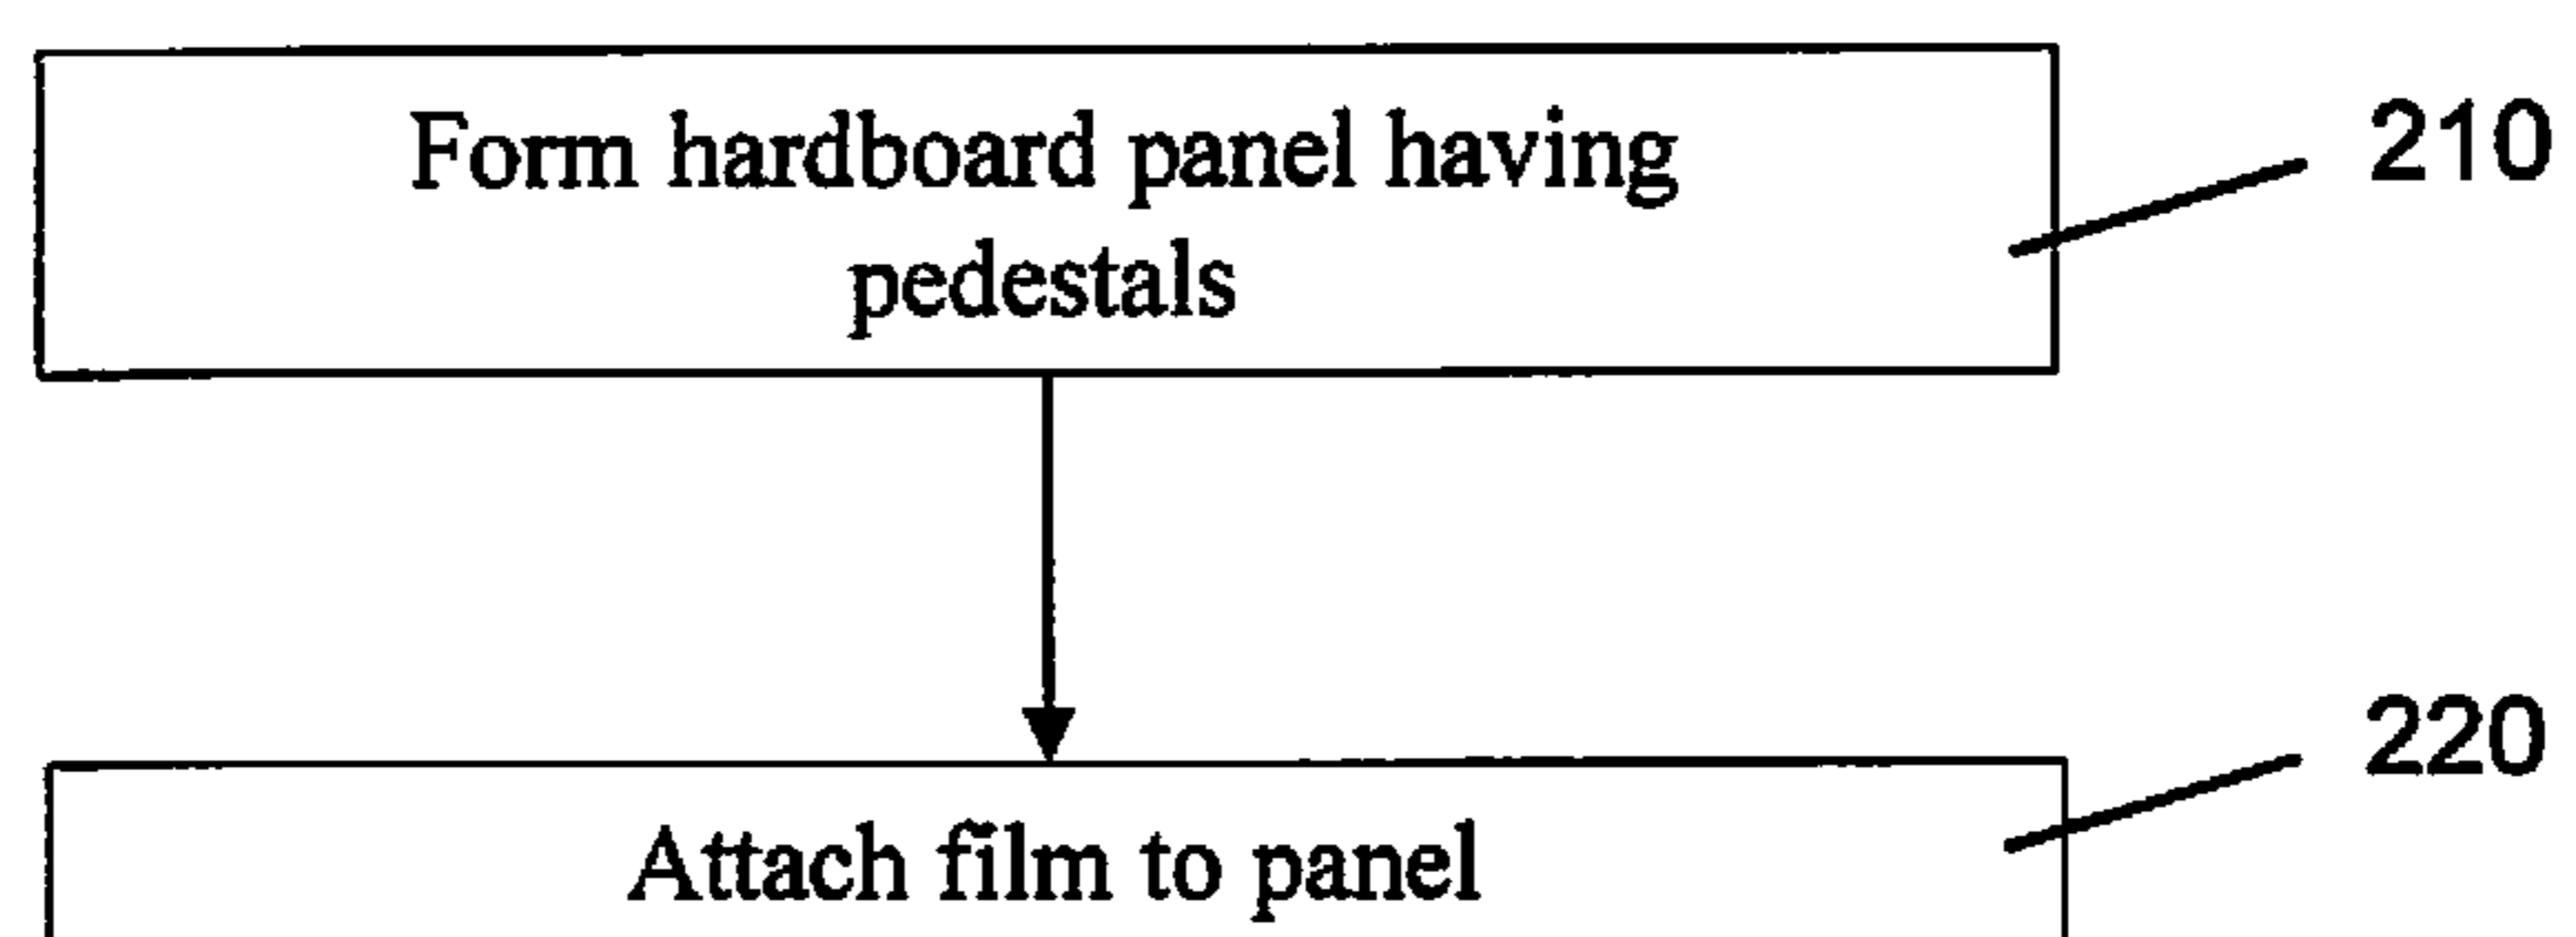 Form hardboard panel having
pedestals
210
Attach film to panel
220